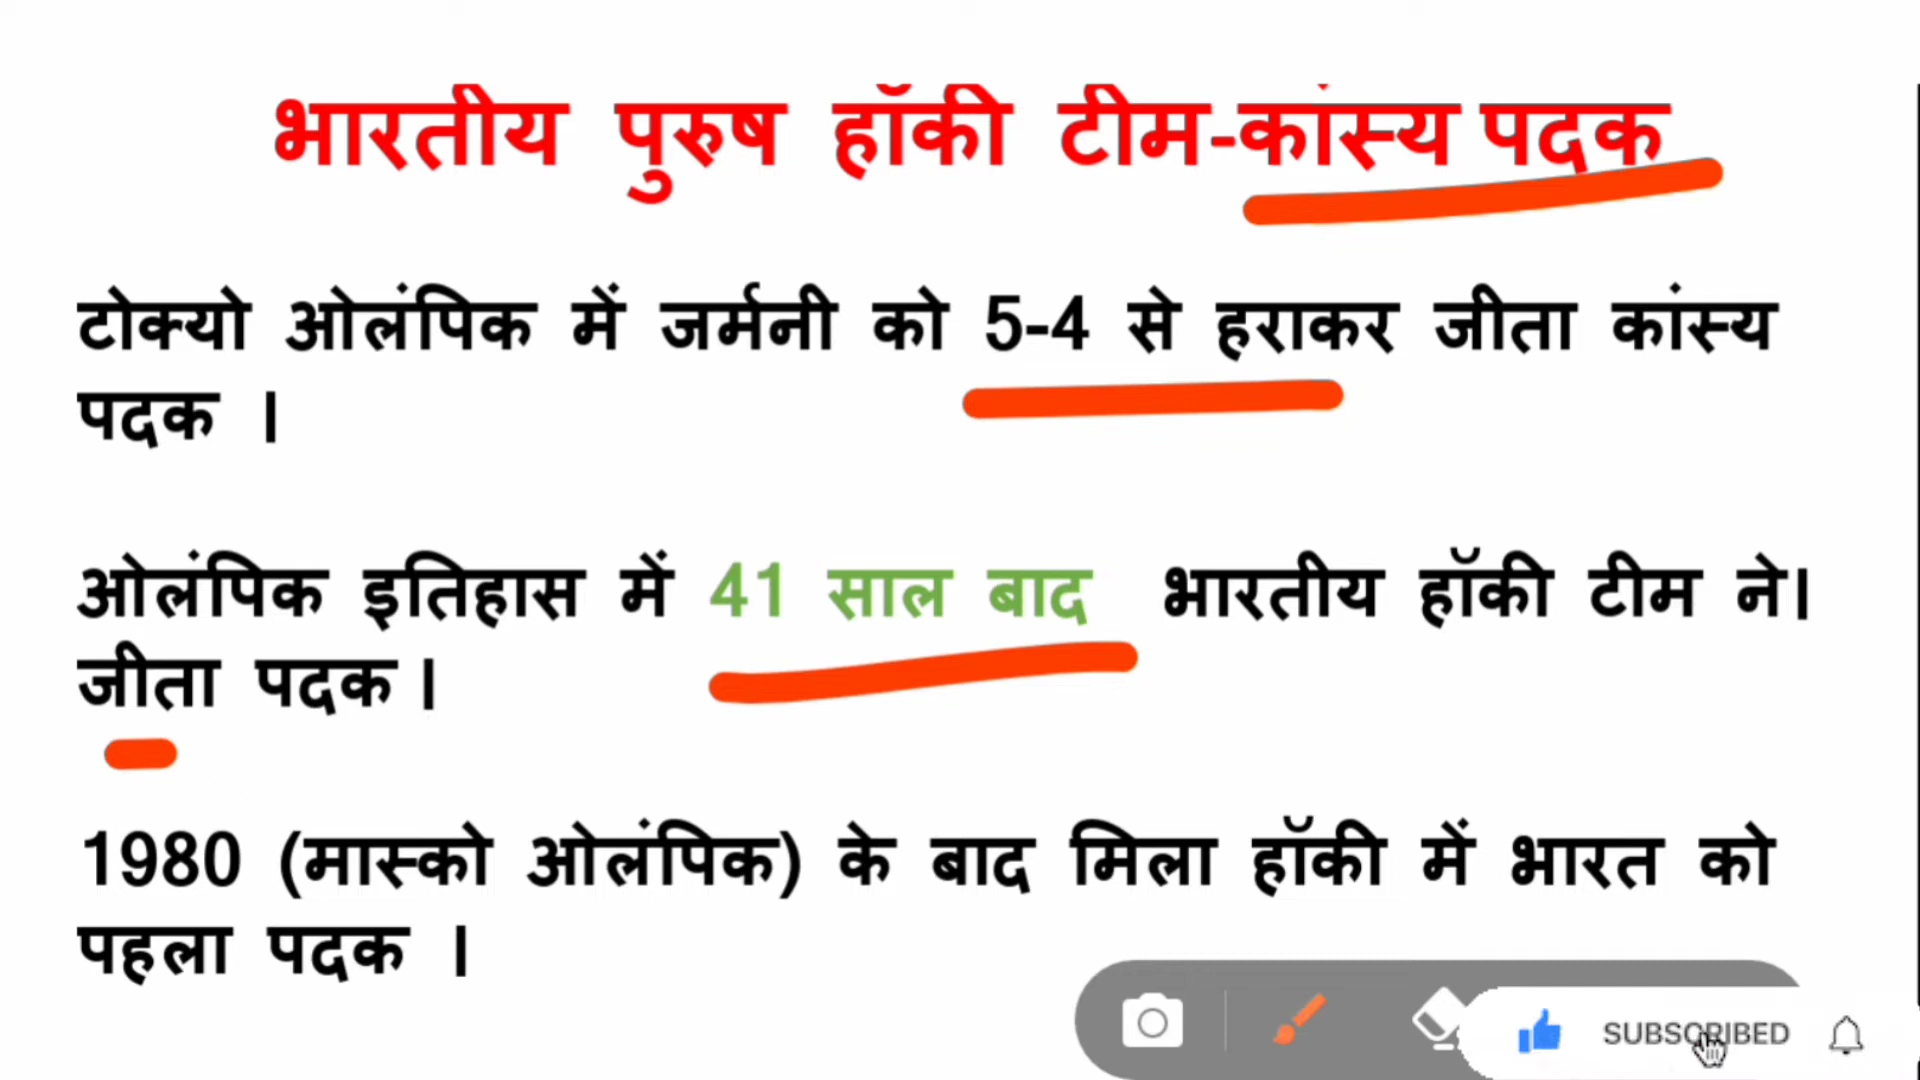 भारतीय पुरुष हॉकी टीम-कांस्य पदक
टोक्यो ओलंपिक में जर्मनी को 5-4 से हराकर जीता कांस्य
पदक ।
ओलंपिक इतिहास में 41 साल बाद भारतीय हॉकी टीम ने।
जीता पदक।
1980 (मास्को ओलंपिक) के बाद मिला हॉकी में भारत को
पहला पदक ।
SUBSCRIBED